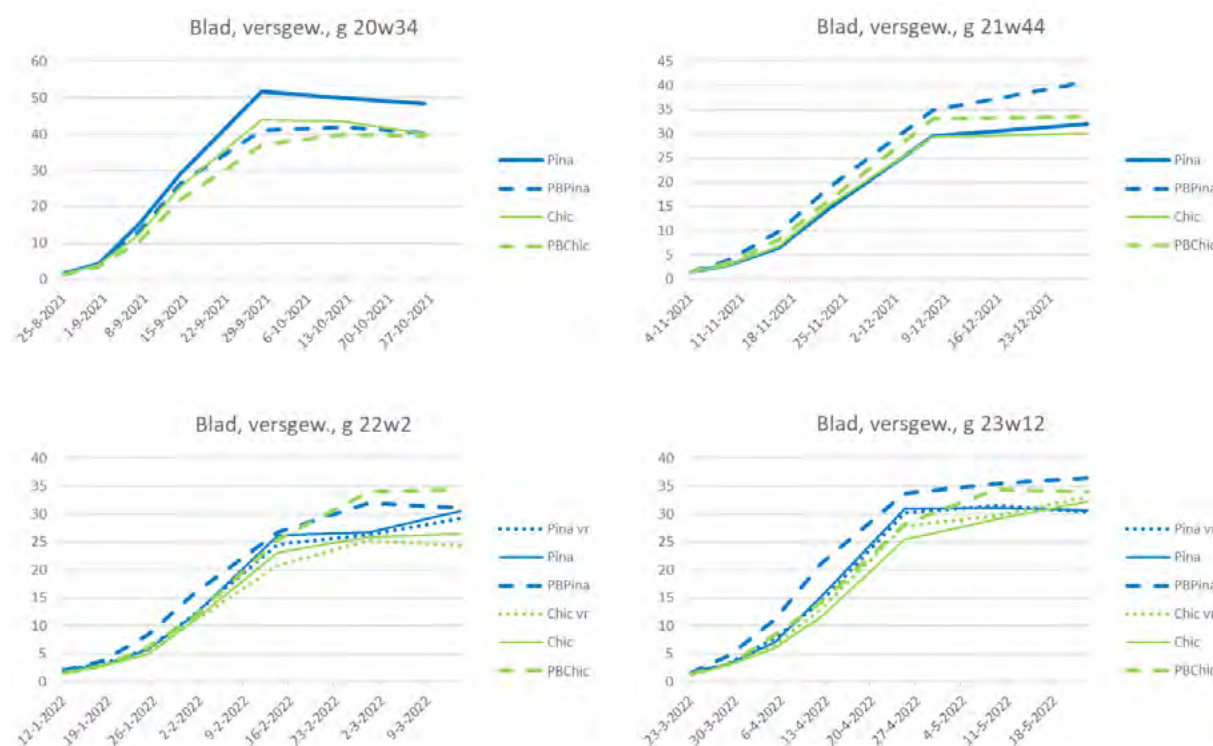 Blad, versgew., g 20w34
60
50
40
30
20
10
0
25-8-2021
1-9-2021
8-9-2021
15-9-2021
22-9-2021
29-9-2021
6-10-2021
13-10-2021
20-10-2021
27-10-2021
Pina
PBPina
Chic
PBChic
Blad, versgew., g 21w44
45
40
35
30
25
20
15
10
5
0
4-11-2021
11-11-2021
18-11-2021
25-11-2021
2-12-2021
9-12-2021
16-12-2021
23-12-2021
Pina
PBPina
Chic
PBChic
Blad, versgew., g 22w2
40
35
30
25
20
15
10
5
0
12-1-2022
19-1-2022
26-1-2022
2-2-2022
9-2-2022
16-2-2022
23-2-2022
2-3-2022
9-3-2022
Pina vr
Pina
PBPina
Chic vr
Chic
PBChic
Blad, versgew., g 23w12
40
35
30
25
20
15
10
5
0
23-3-2022
30-3-2022
6-4-2022
13-4-2022
20-4-2022
27-4-2022
4-5-2022
11-5-2022
18-5-2022
Pina vr
Pina
PBPina
Chic vr
Chic
PBChic